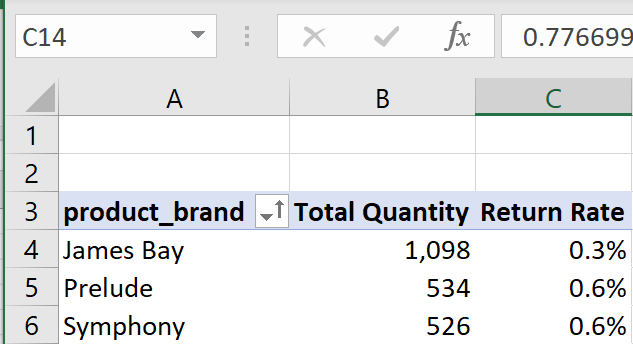 C14 fx 0.776699
A B C
1
2
3 product_brand Total Quantity Return Rate
4 James Bay 1,098 0.3%
5 Prelude 534 0.6%
6 Symphony 526 0.6%